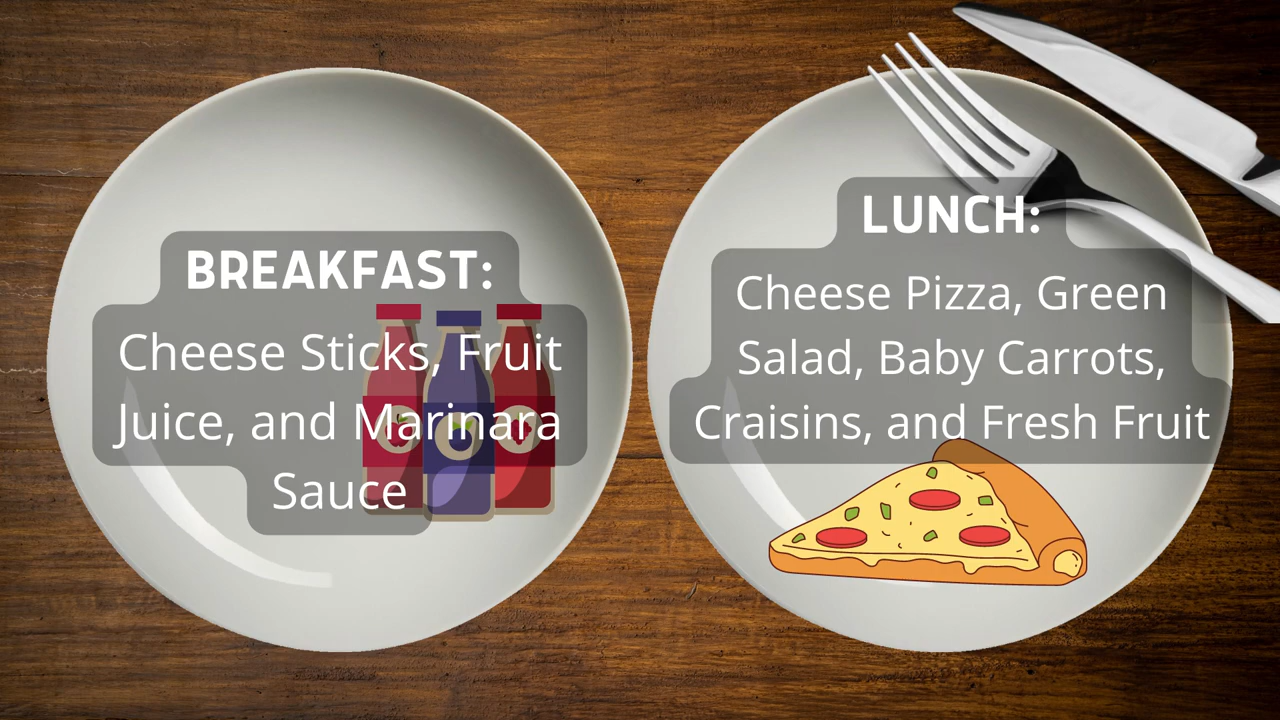 BREAKFAST:
Cheese Sticks, Fruit
Juice, and Marinara
Sauce
LUNCH:
Cheese Pizza, Green
Salad, Baby Carrots,
Craisins, and Fresh Fruit